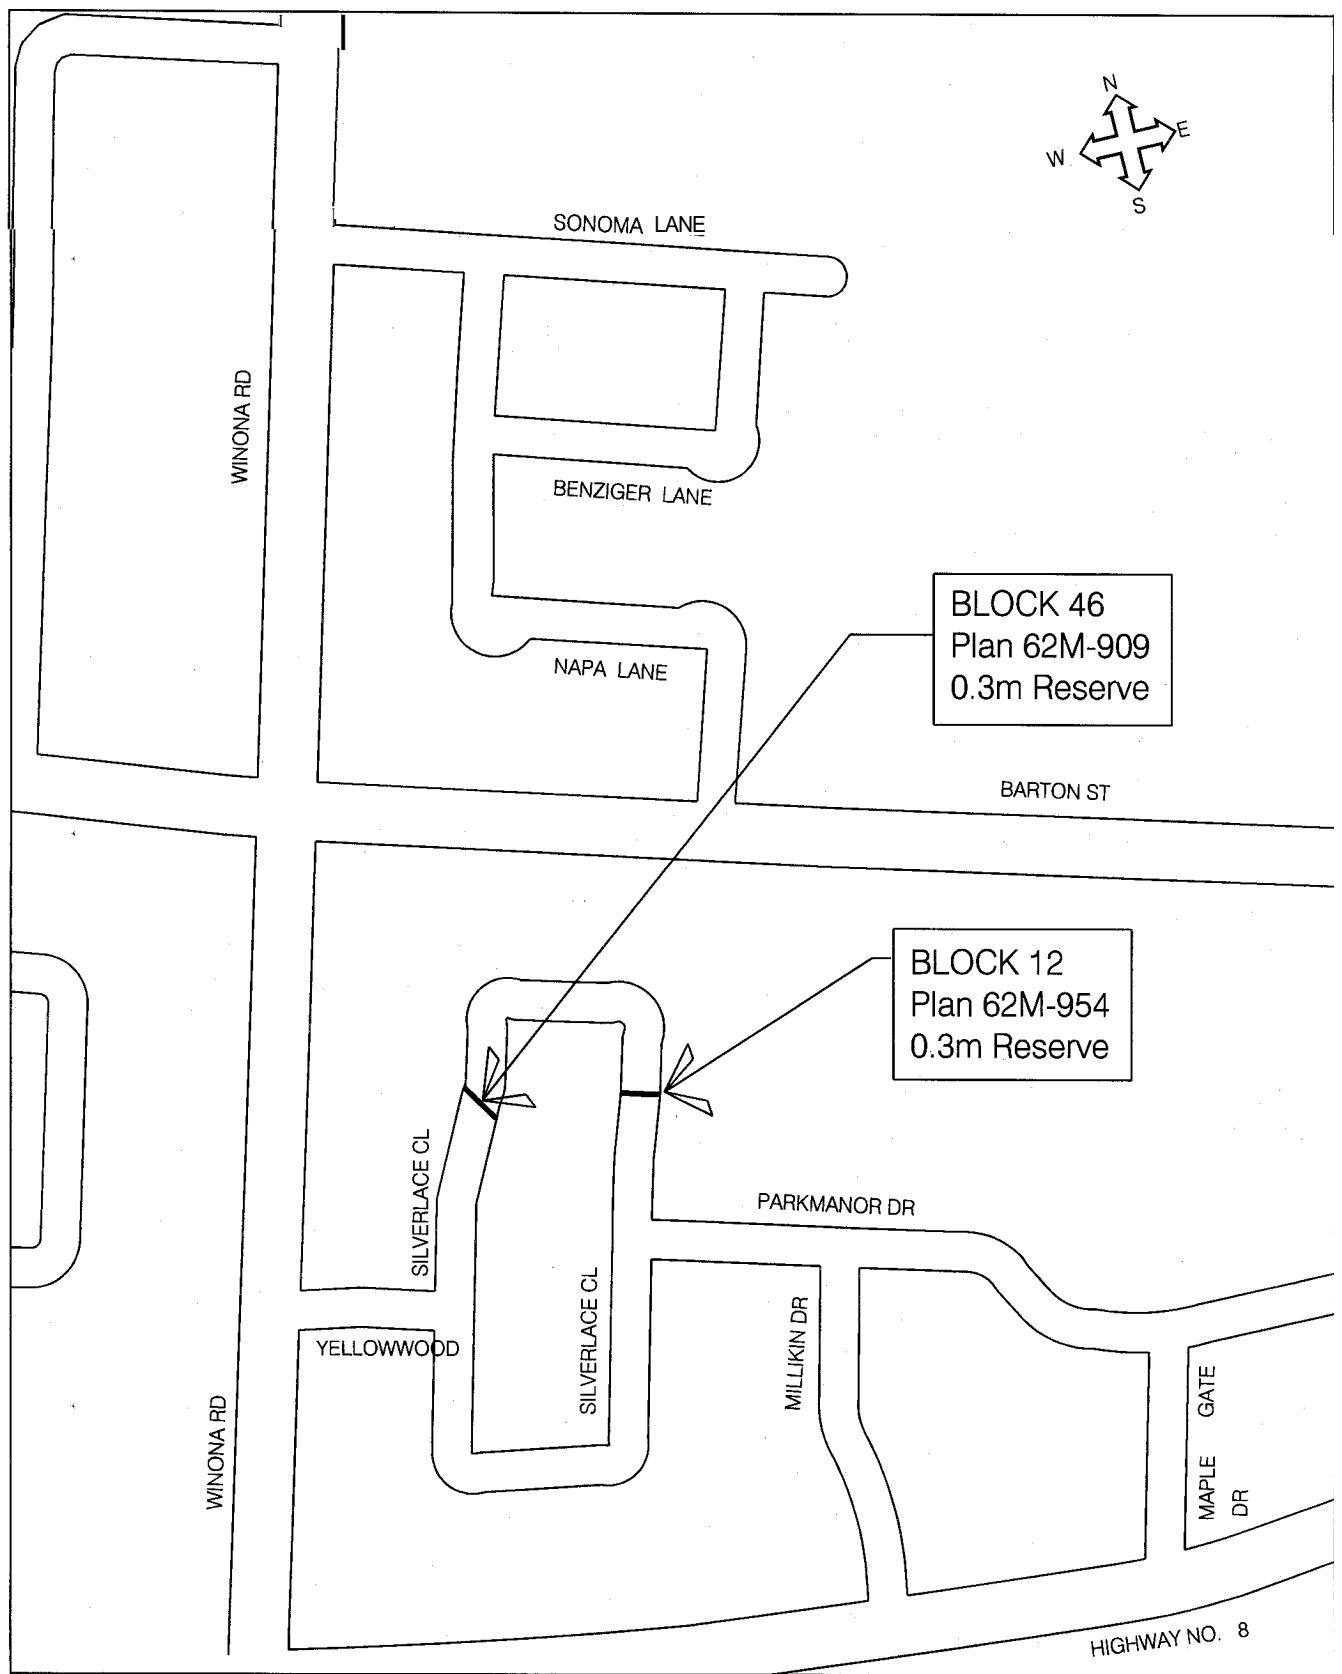 N
E
W
S
SONOMA LANE
WINONA RD
BENZIGER LANE
BLOCK 46
Plan 62M-909
0.3m Reserve
NAPA LANE
BARTON ST
BLOCK 12
Plan 62M-954
0.3m Reserve
SILVERLACE CL
PARKMANOR DR
SILVERLACE CL
MILLIKIN DR
YELLOWWOOD
WINONA RD
MAPLE GATE
DR
HIGHWAY NO. 8